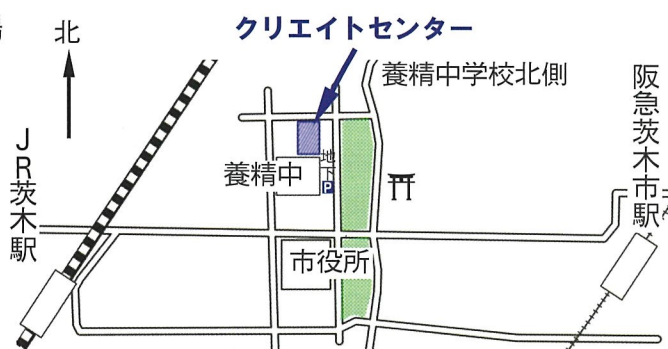 北
クリエイトセンター
養精中学校北側
阪急茨木市駅
JR茨木駅
養精中
地下
P
市役所